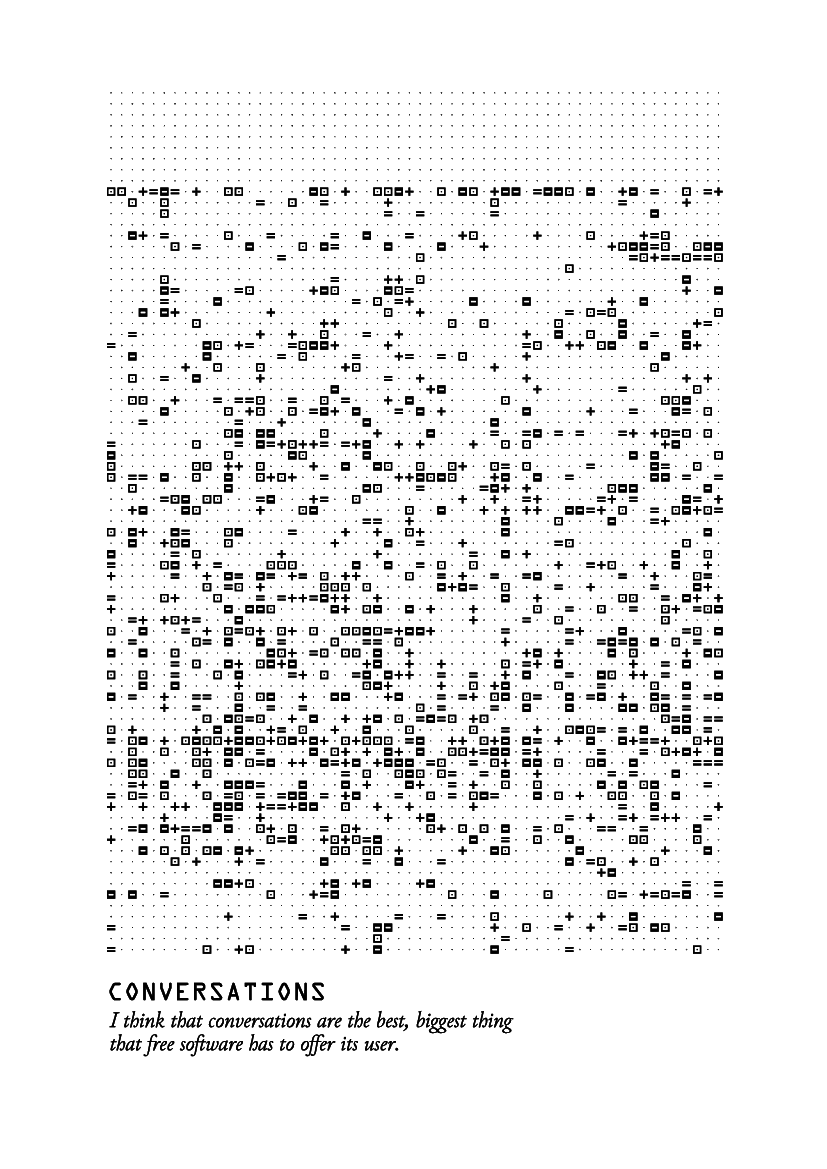 CONVERSATIONS
I think that conversations are the best, biggest thing
that free software has to offer its user.